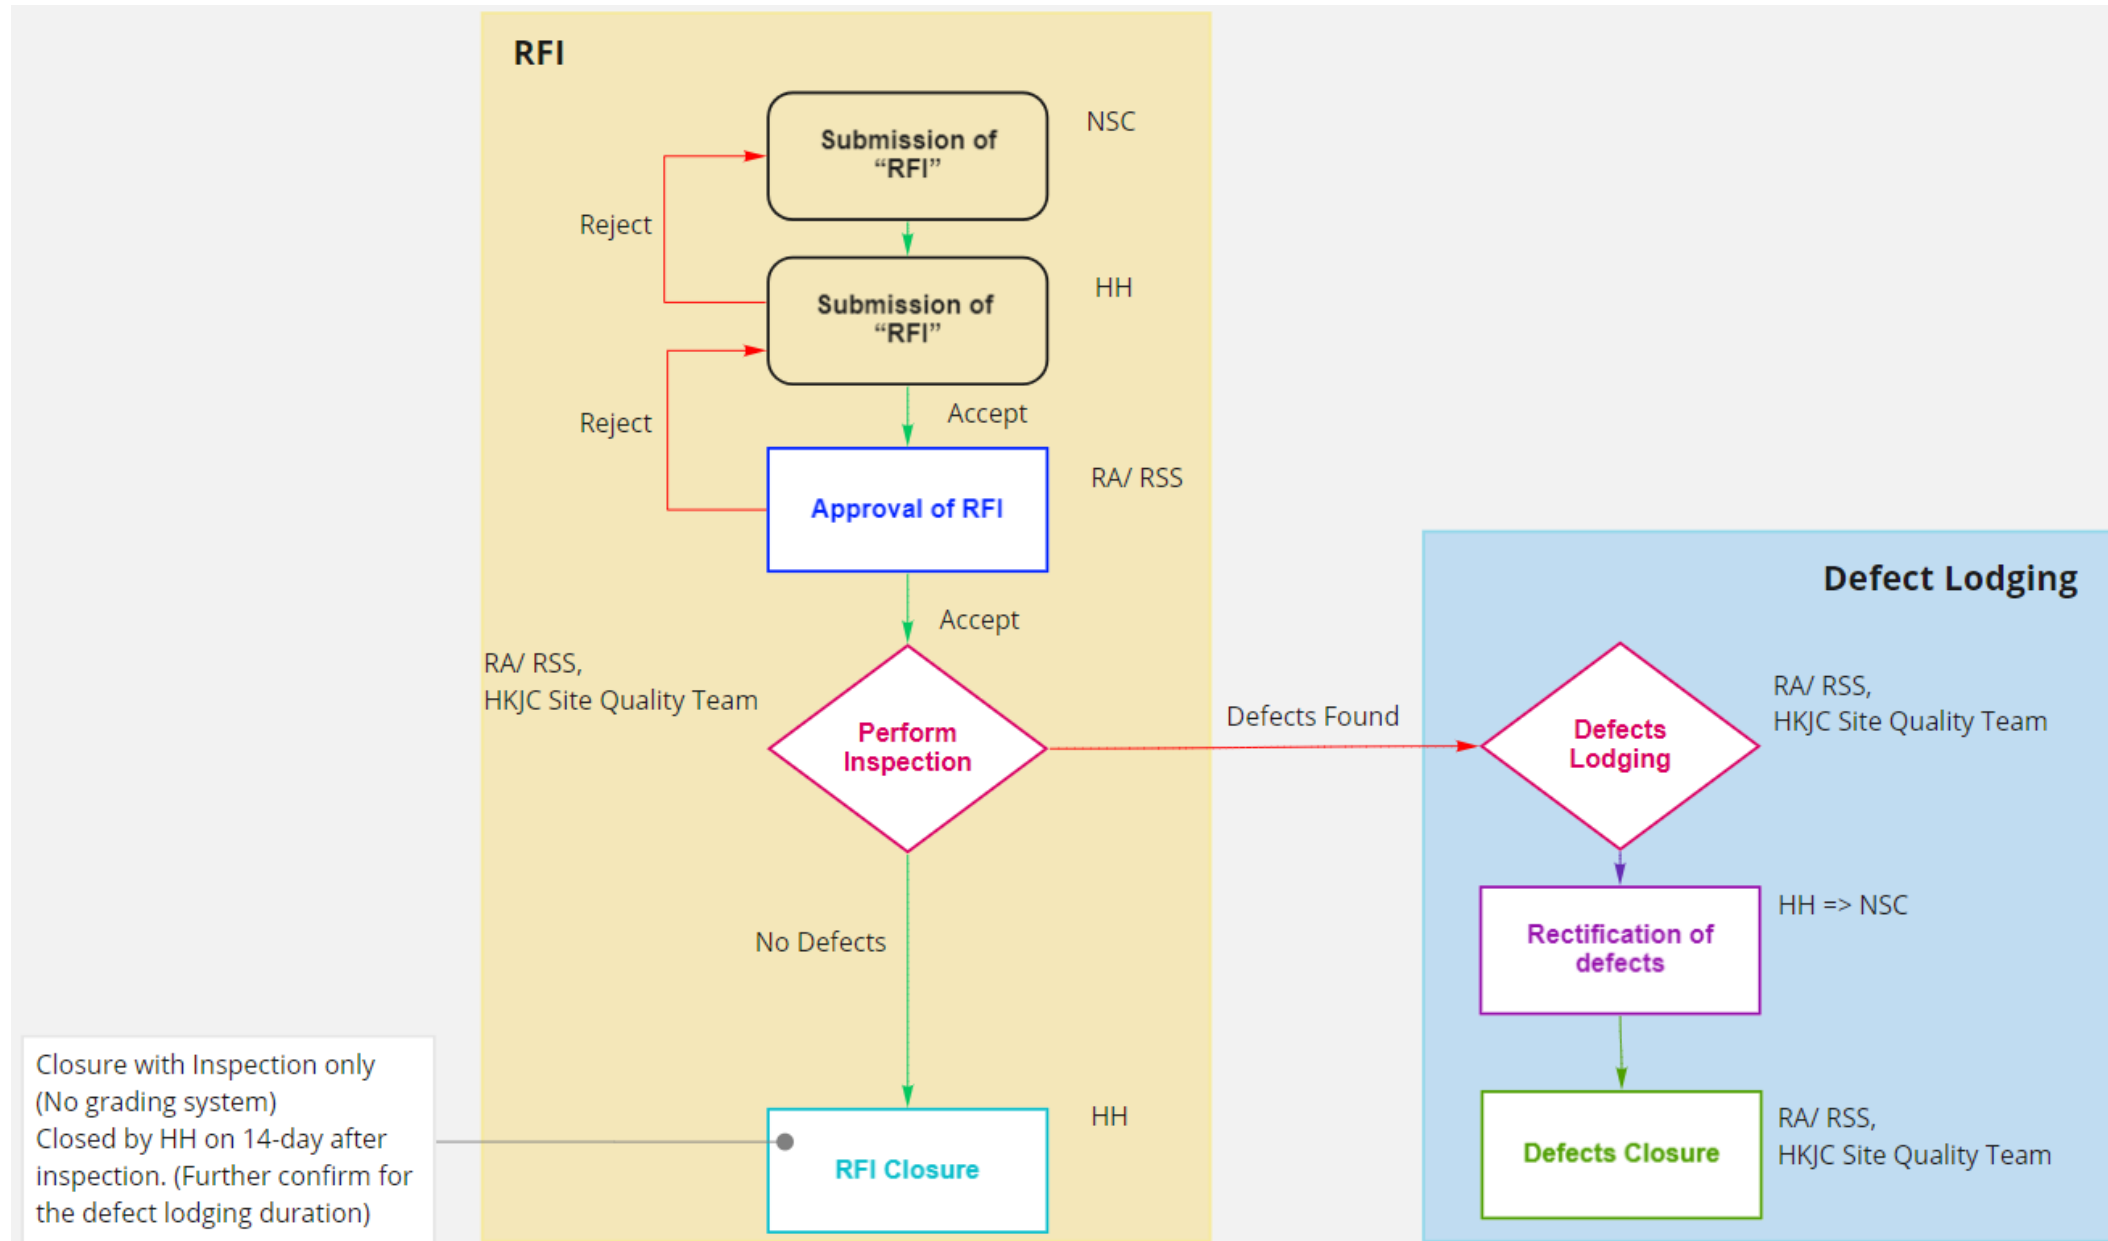 RFI
NSC
Submission of
“RFI”
Reject
HH
Submission of
“RFI”
Accept
Reject
RA/ RSS
Approval of RFI
Accept
RA/ RSS,
HKJC Site Quality Team
Perform
Inspection
Defects Found
No Defects
HH
RFI Closure
Closure with Inspection only
(No grading system)
Closed by HH on 14-day after
inspection. (Further confirm for
the defect lodging duration)
Defect Lodging
RA/ RSS,
HKJC Site Quality Team
Defects
Lodging
HH => NSC
Rectification of
defects
RA/ RSS,
HKJC Site Quality Team
Defects Closure